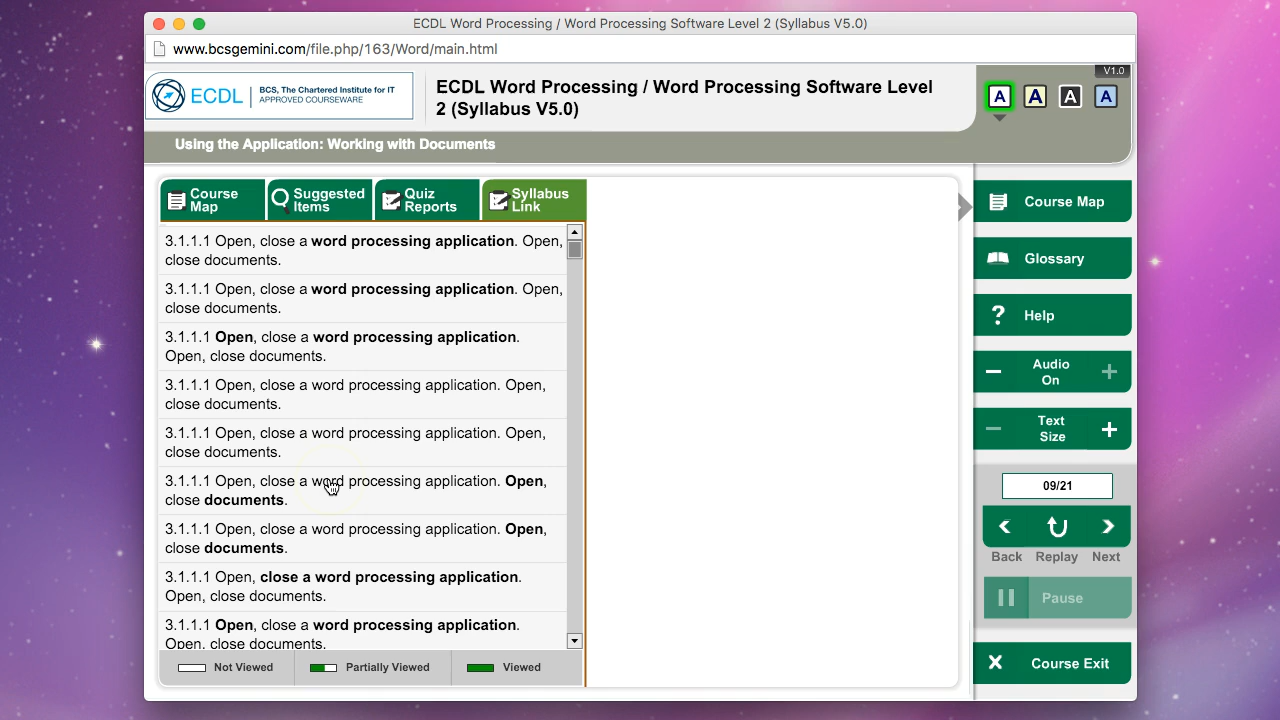 ECDL Word Processing / Word Processing Software Level 2 (Syllabus V5.0)
www.bcsgemini.com/file.php/163/Word/main.html
V1.0
ECDL
BCS, The Chartered Institute for IT
APPROVED COURSEWARE
ECDL Word Processing / Word Processing Software Level
2 (Syllabus V5.0)
A A A A
Using the Application: Working with Documents
Course
Map
Suggested
Items
Quiz
Reports
Syllabus
Link
3.1.1.1 Open, close a word processing application. Open,
close documents.
3.1.1.1 Open, close a word processing application. Open,
close documents.
3.1.1.1 Open, close a word processing application.
Open, close documents.
3.1.1.1 Open, close a word processing application. Open,
close documents.
3.1.1.1 Open, close a word processing application. Open,
close documents.
3.1.1.1 Open, close a word processing application. Open,
close documents.
3.1.1.1 Open, close a word processing application. Open,
close documents.
3.1.1.1 Open, close a word processing application.
Open, close documents.
3.1.1.1 Open, close a word processing application.
Open, close documents.
Not Viewed
Partially Viewed
Viewed
Course Map
Glossary
? Help
Audio
On
Text
Size
09/21
Back
Replay
Next
Pause
Course Exit